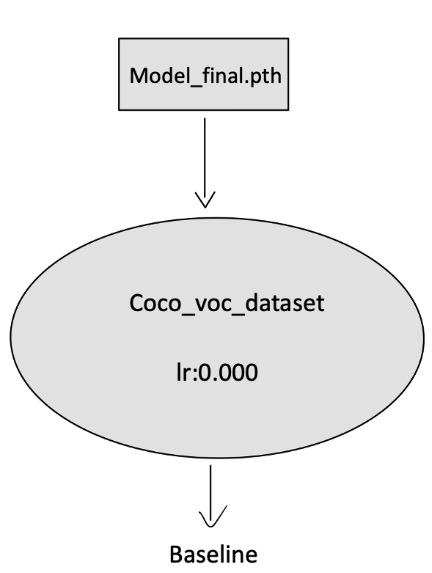 Model_final.pth
Coco_voc_dataset
lr:0.000
Baseline